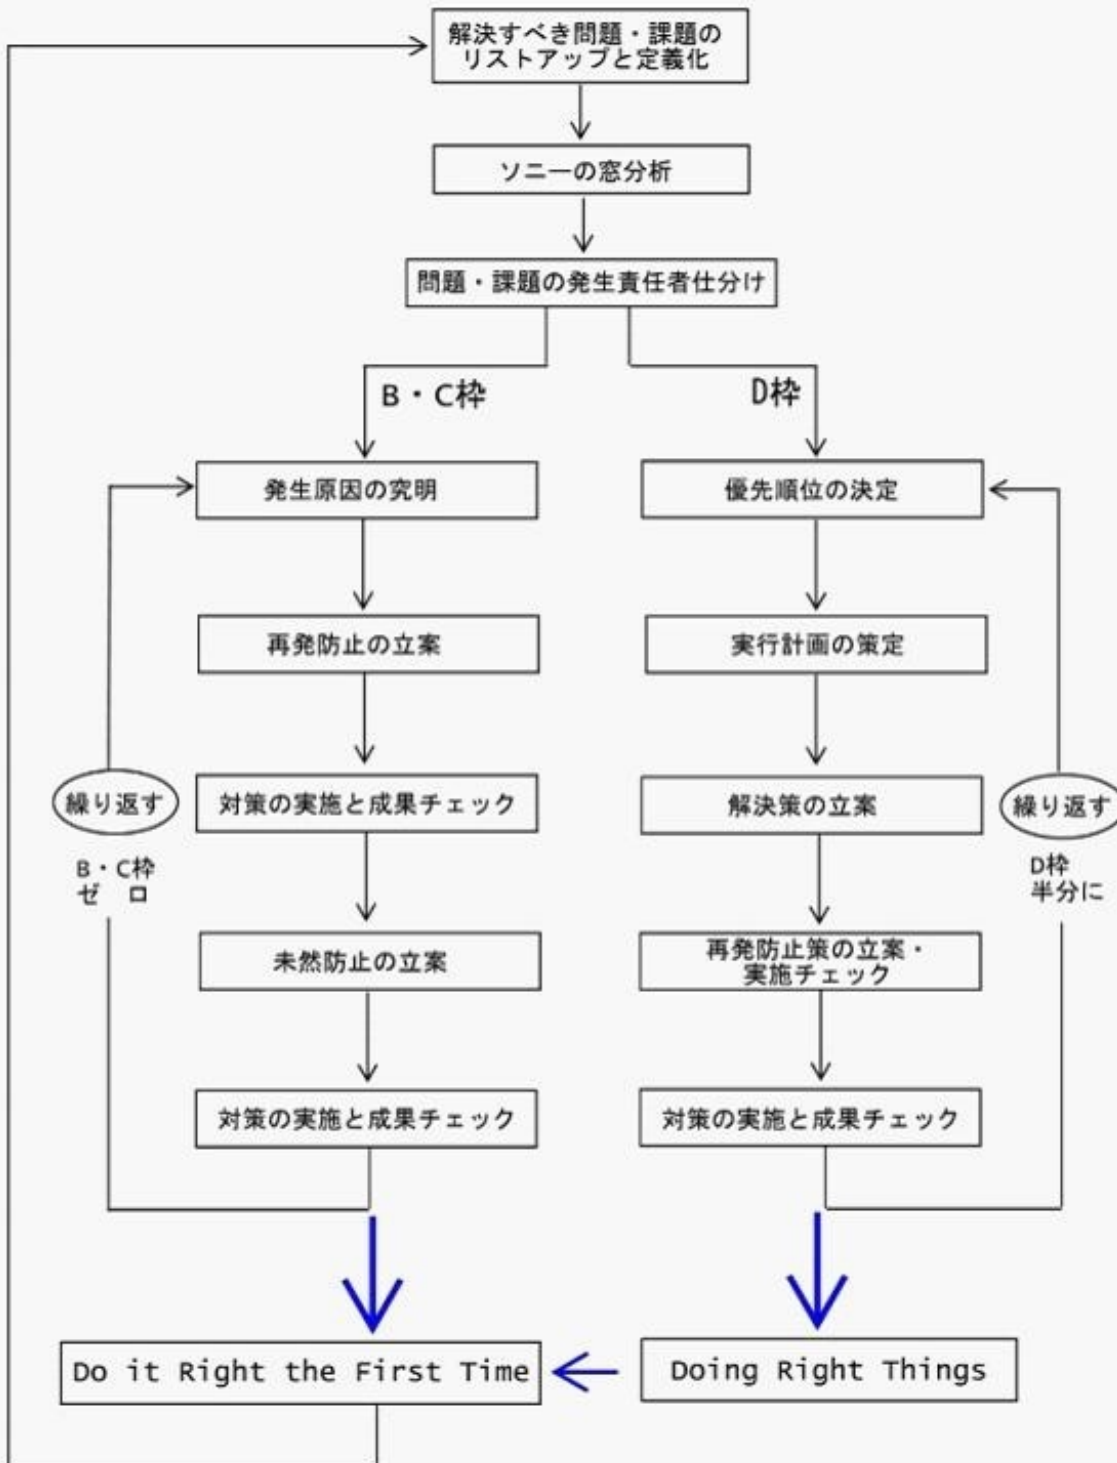 解決すべき問題・課題の
リストアップと定義化
ソニーの窓分析
問題・課題の発生責任者仕分け
B・C枠
D枠
発生原因の究明
優先順位の決定
再発防止の立案
実行計画の策定
繰り返す
対策の実施と成果チェック
解決策の立案
繰り返す
B・C枠
ゼ　ロ
D枠
半分に
未然防止の立案
再発防止策の立案・
実施チェック
対策の実施と成果チェック
対策の実施と成果チェック
Do it Right the First Time
Doing Right Things